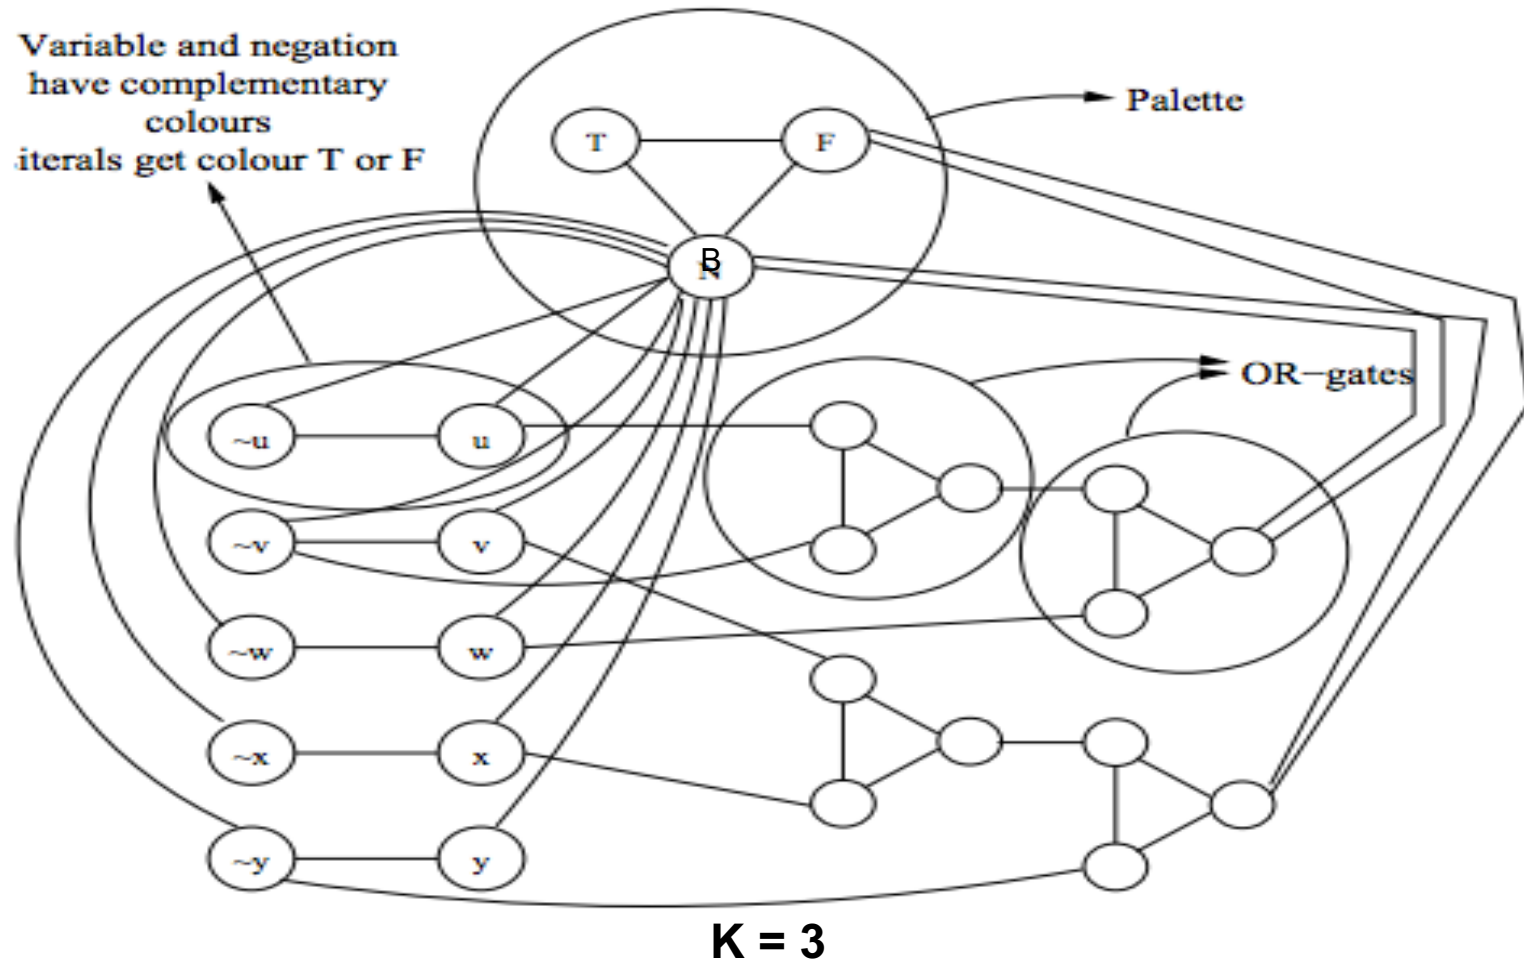 Variable and negation
have complementary
colours
iterals get colour T or F
Palette
T
F
B
N
OR−gates
~u
u
~v
v
~w
w
~x
x
~y
y
K = 3